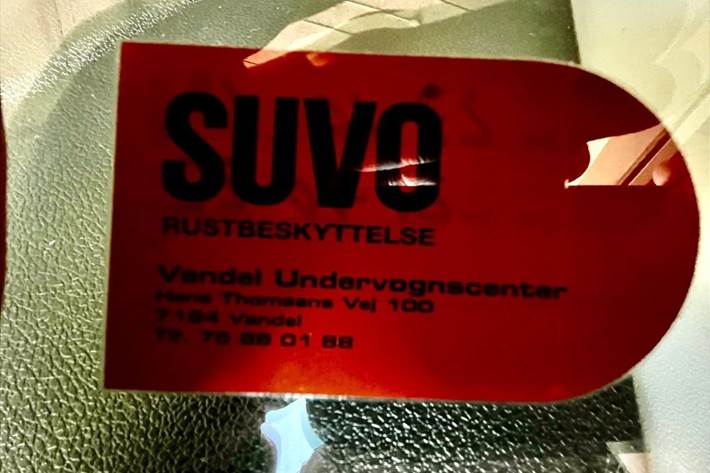 SUVO
RUSTBESKYTTELSE
Vandel Undervognscenter
Hans Thomsens Vej 100
7184 Vandel
Tlf. 75 88 01 88